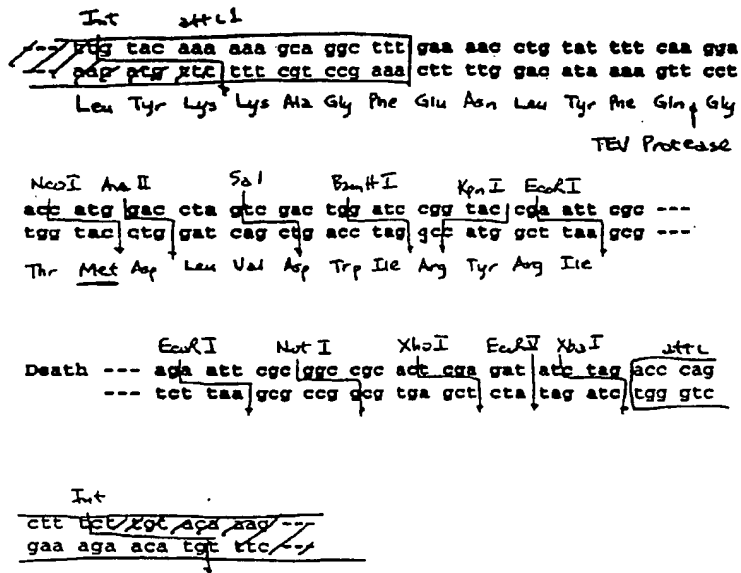 Int attL1
--- ttg tac aaa aaa gca ggc ttt gaa aac ctg tat ttt caa gga
--- aac atg ttt ttt cgt ccg aaa ctt ttg gac ata aaa gtt cct
Leu Tyr Lys Lys Ala Gly Phe Glu Asn Leu Tyr Phe Gln Gly
TEV Protease
NcoI AvaII SalI BamHI KpnI EcoRI
acc atg gac cta gtc gac tgg atc cgg tac cga att cgc ---
tgg tac ctg gat cag ctg acc tag gcc atg gct taa gcg ---
Thr Met Asp Leu Val Asp Trp Ile Arg Tyr Arg Ile
EcoRI NotI XhoI EcoRV XbaI attL
Death --- aga att cgc ggc cgc act cga gat atc tag acc cag
--- tct taa gcg ccg gcg tga gct cta tag atc tgg gtc
Int
ctt tct tgt aca aag ---
gaa aga aca tgt ttc ---